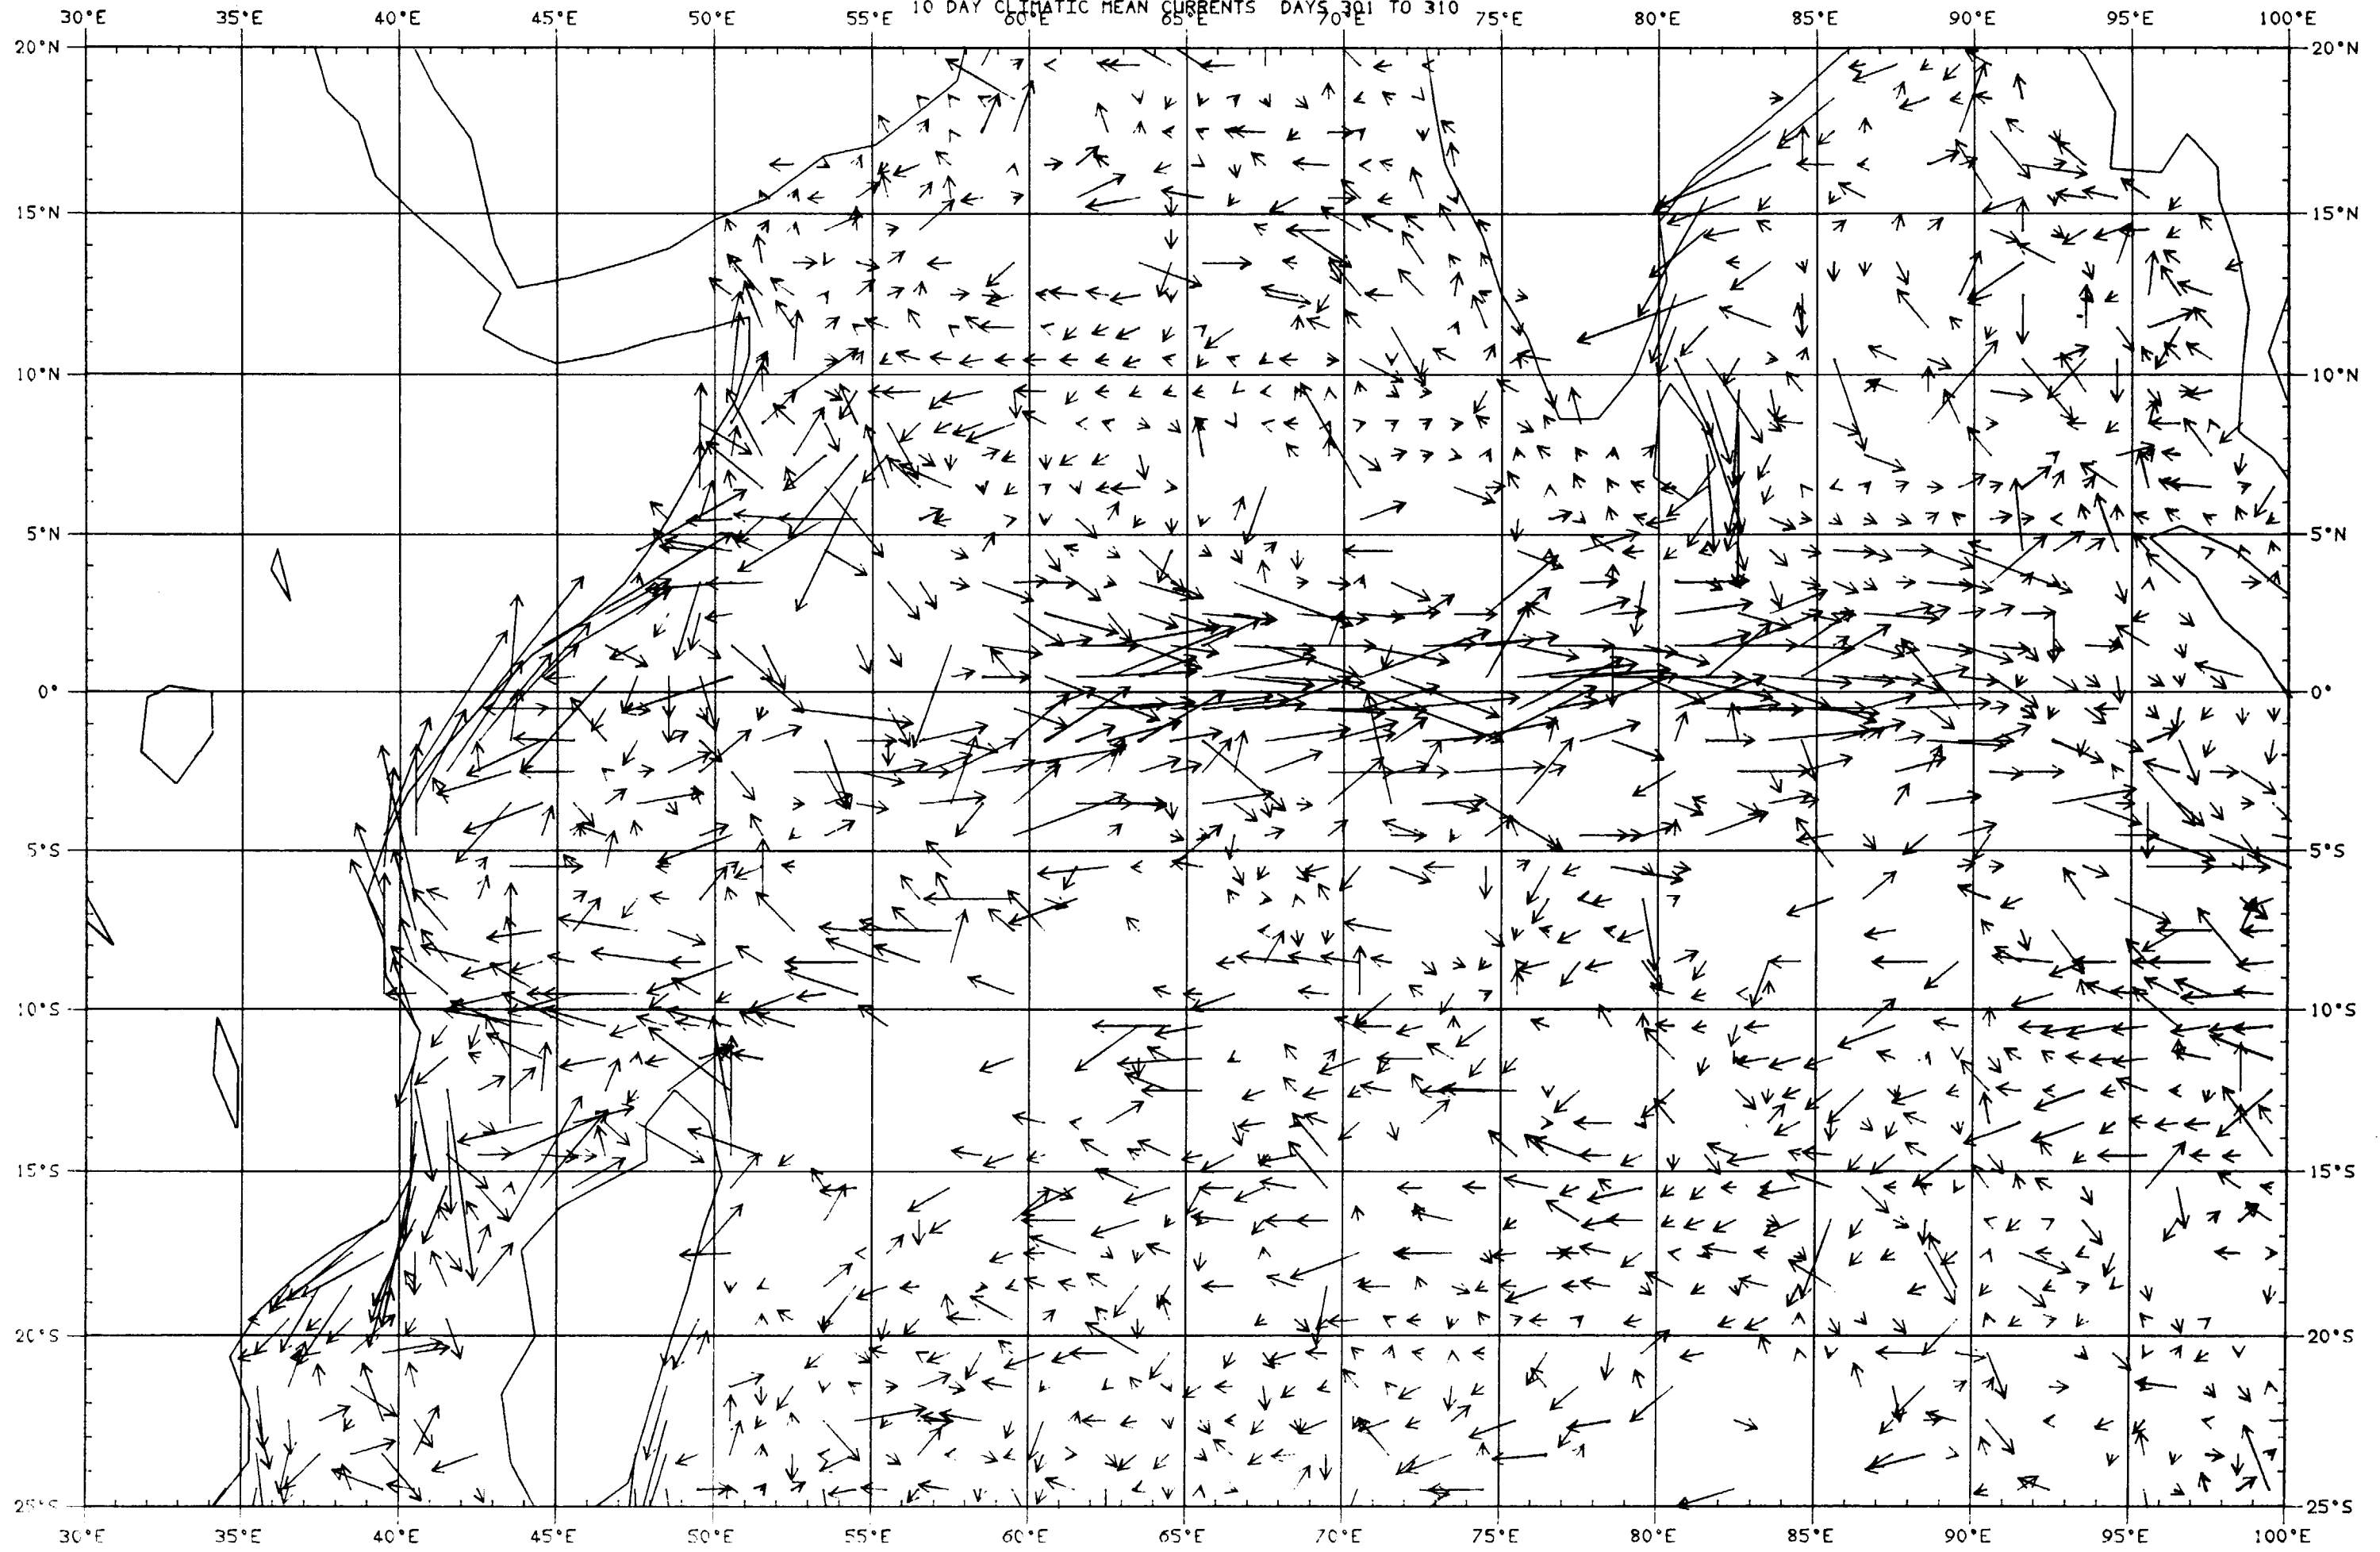 10 DAY CLIMATIC MEAN CURRENTS DAYS 301 TO 310
30°E 35°E 40°E 45°E 50°E 55°E 60°E 65°E 70°E 75°E 80°E 85°E 90°E 95°E 100°E
20°N 20°N
15°N 15°N
10°N 10°N
5°N 5°N
0° 0°
5°S 5°S
10°S 10°S
15°S 15°S
20°S 20°S
25°S 25°S
30°E 35°E 40°E 45°E 50°E 55°E 60°E 65°E 70°E 75°E 80°E 85°E 90°E 95°E 100°E